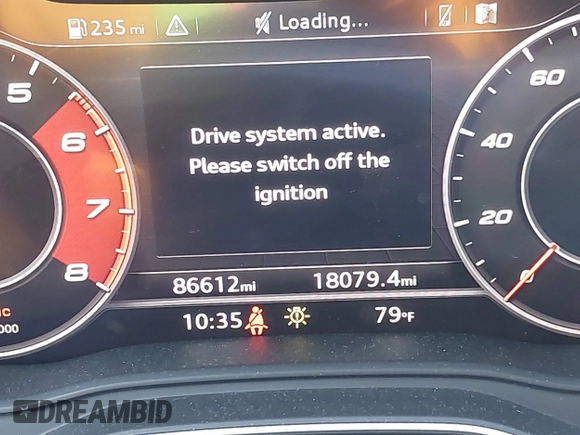 235 mi
Loading...
5
6
7
8
60
40
20
Drive system active.
Please switch off the
ignition
86612mi
18079.4mi
10:35
79°F
DREAMBID